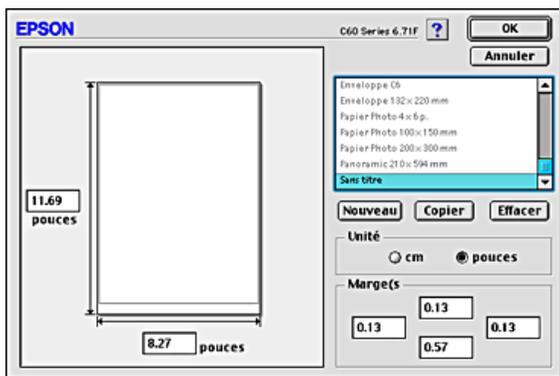 EPSON
C60 Series 6.71F
?
OK
Annuler
Enveloppe C6
Enveloppe 132 x 220 mm
Papier Photo 4 x 6 p.
Papier Photo 100 x 150 mm
Papier Photo 200 x 300 mm
Panoramic 210 x 594 mm
Sans titre
Nouveau
Copier
Effacer
Unité
cm
pouces
Marge(s
0.13
0.13
0.13
0.57
11.69
pouces
8.27
pouces